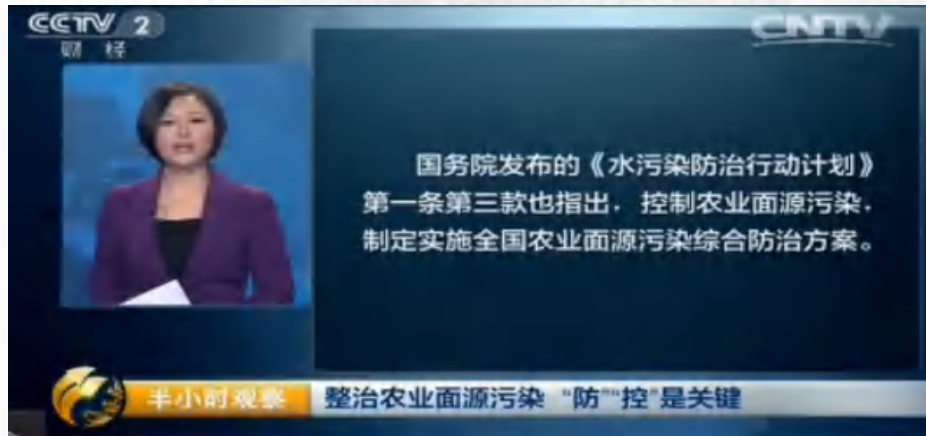 CCTV 2
财 经
CNTV
国务院发布的《水污染防治行动计划》
第一条第三款也指出，控制农业面源污染，
制定实施全国农业面源污染综合防治方案。
半小时观察
整治农业面源污染 “防”“控”是关键